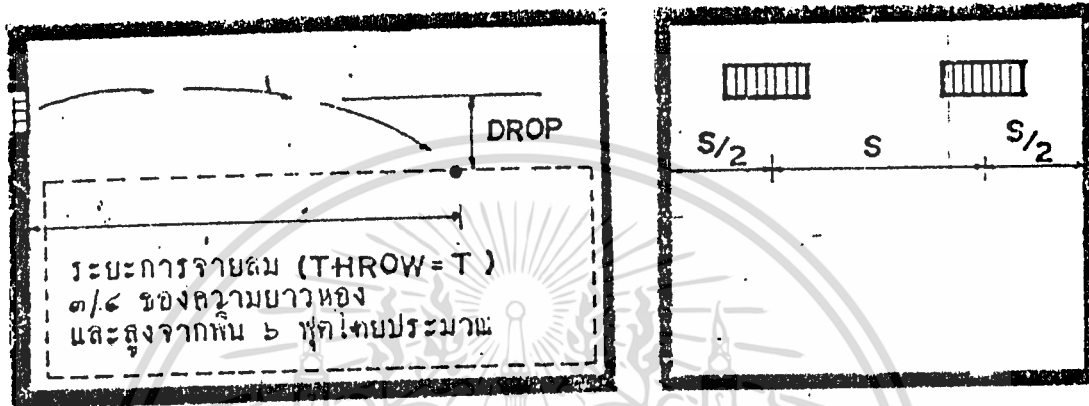 DROP
ระยะการจ่ายลม (THROW = T)
๓/๔ ของความยาวหอง
และสูงจากพื้น ๖ ฟุตโดยประมาณ
S/2 S S/2